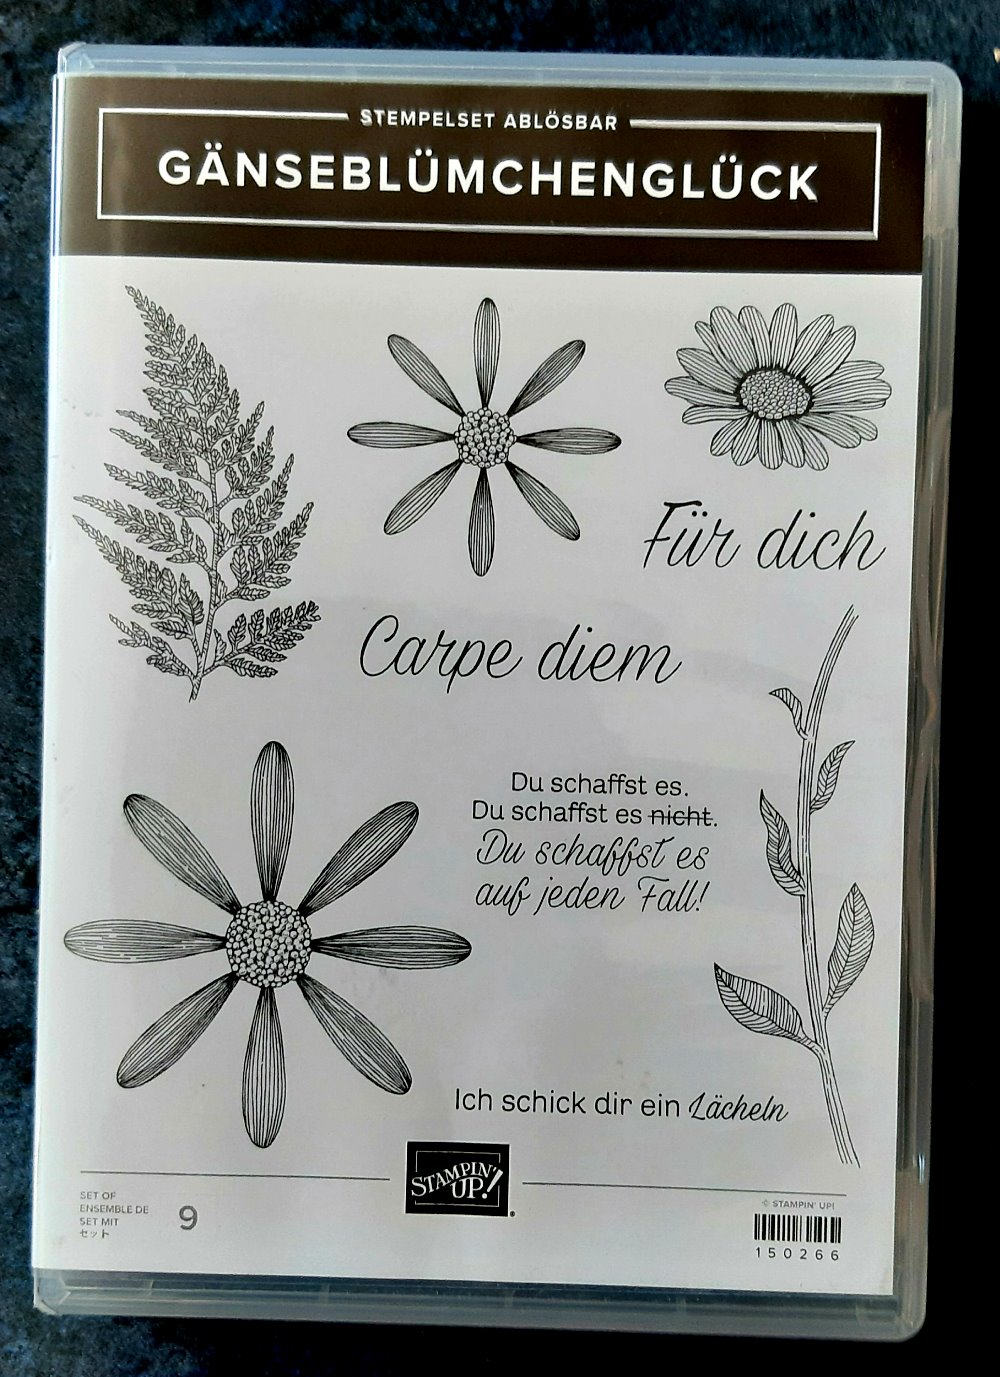 STEMPELSET ABLÖSBAR
GÄNSEBLÜMCHENGLÜCK
Für dich
Carpe diem
Du schaffst es.
Du schaffst es nicht.
Du schaffst es
auf jeden Fall!
Ich schick dir ein Lächeln
STAMPIN'
UP!
SET OF
ENSEMBLE DE
SET MIT
セット
9
© STAMPIN' UP!
150266